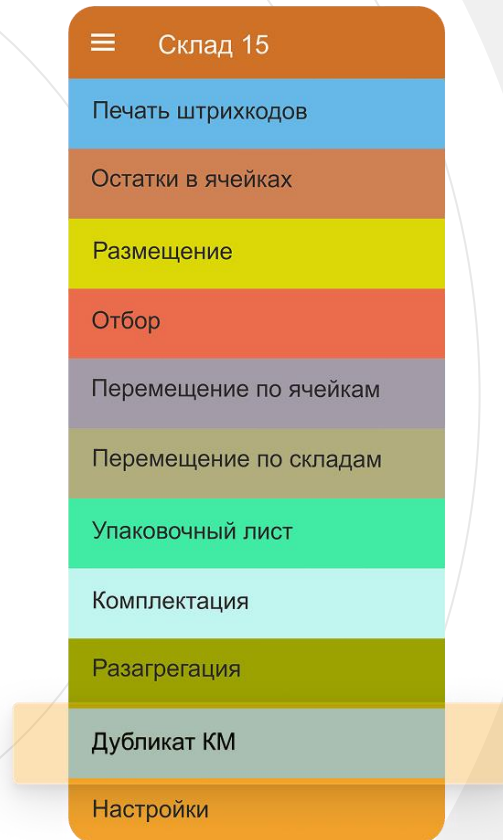 Склад 15
Печать штрихкодов
Остатки в ячейках
Размещение
Отбор
Перемещение по ячейкам
Перемещение по складам
Упаковочный лист
Комплектация
Разагрегация
Дубликат КМ
Настройки